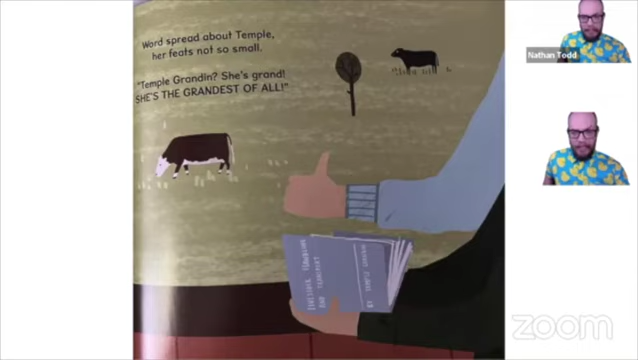 Word spread about Temple,
her feats not so small.
"Temple Grandin? She's grand!
SHE'S THE GRANDEST OF ALL!"
Nathan Todd
zoom